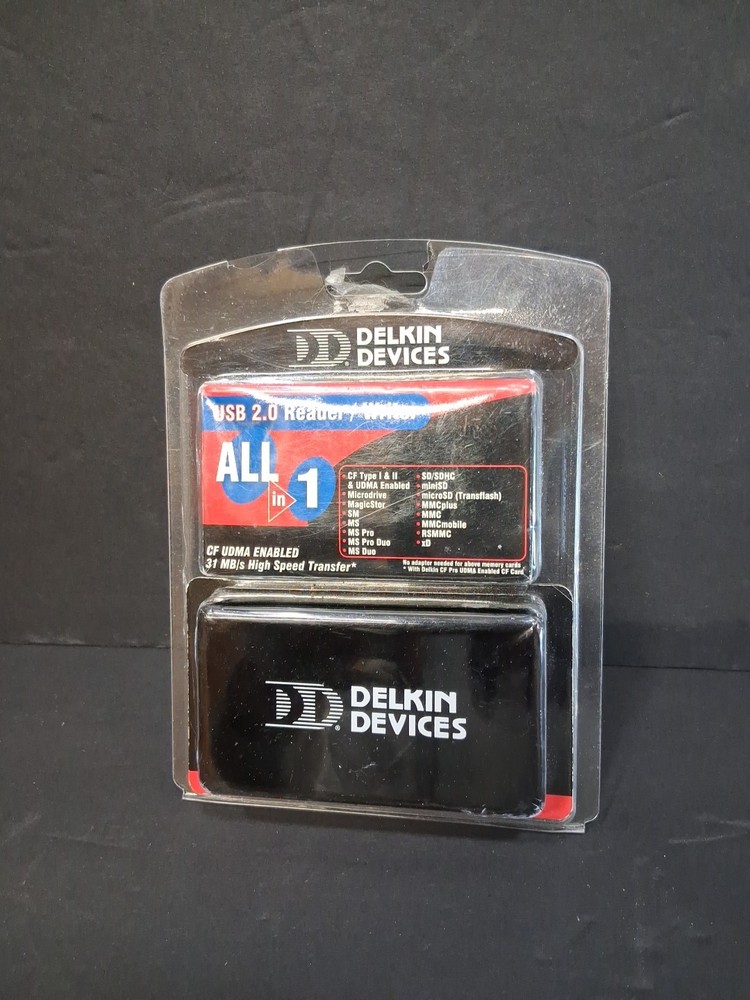 DELKIN
DEVICES
USB 2.0 Reader / Writer
ALL
in
1
CF Type I & II
& UDMA Enabled
Microdrive
MagicStor
SM
MS
MS Pro
MS Pro Duo
MS Duo
SD/SDHC
miniSD
microSD (Transflash)
MMCplus
MMC
MMCmobile
RSMMC
xD
CF UDMA ENABLED
31 MB/s High Speed Transfer*
No adapter needed for above memory cards
* With Delkin CF Pro UDMA Enabled CF Card
DELKIN
DEVICES